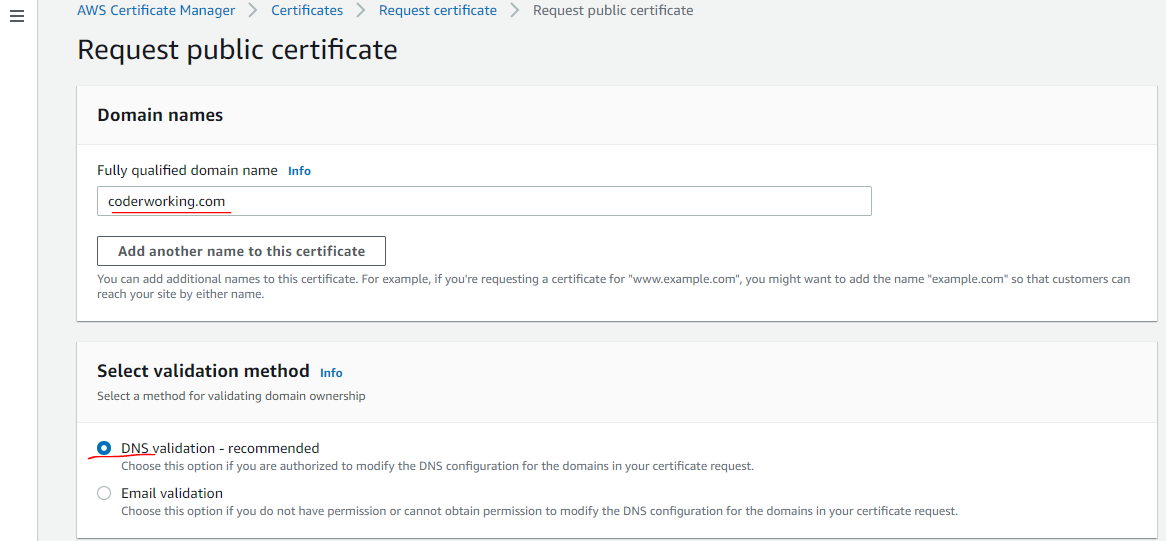 AWS Certificate Manager > Certificates > Request certificate > Request public certificate
Request public certificate
Domain names
Fully qualified domain name Info
coderworking.com
Add another name to this certificate
You can add additional names to this certificate. For example, if you're requesting a certificate for "www.example.com", you might want to add the name "example.com" so that customers can
reach your site by either name.
Select validation method Info
Select a method for validating domain ownership
DNS validation - recommended
Choose this option if you are authorized to modify the DNS configuration for the domains in your certificate request.
Email validation
Choose this option if you do not have permission or cannot obtain permission to modify the DNS configuration for the domains in your certificate request.